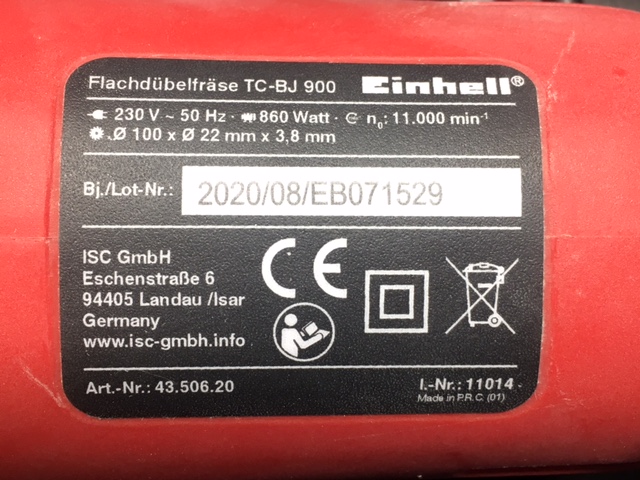 Flachdübelfräse TC-BJ 900 Einhell®
230 V ~ 50 Hz · 860 Watt · n₀: 11.000 min⁻¹
Ø 100 x Ø 22 mm x 3,8 mm
Bj./Lot-Nr.: 2020/08/EB071529
ISC GmbH
Eschenstraße 6
94405 Landau /Isar
Germany
www.isc-gmbh.info
CE
Art.-Nr.: 43.506.20 I.-Nr.: 11014
Made in P.R.C. (01)